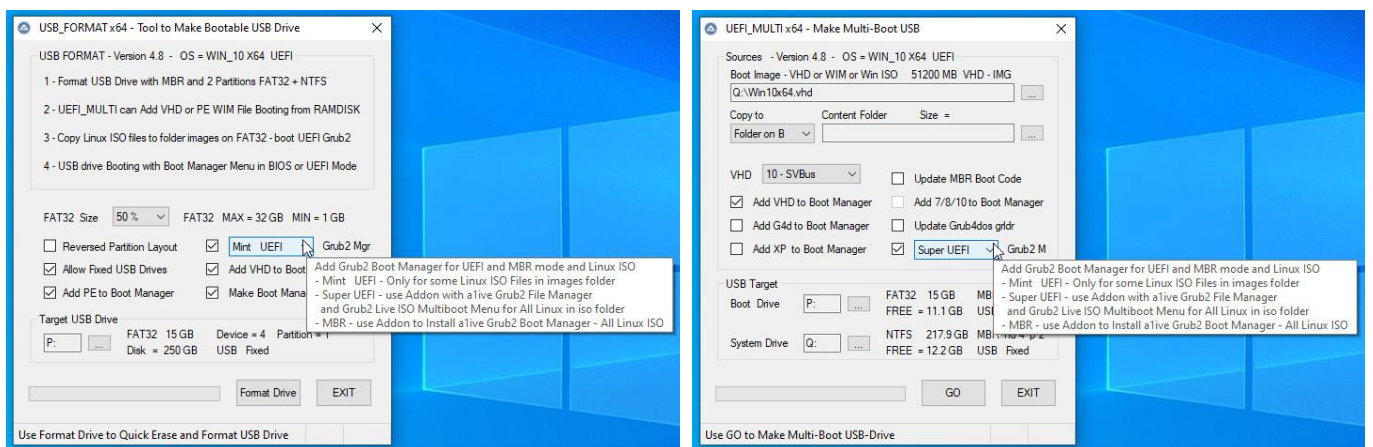 USB_FORMAT x64 - Tool to Make Bootable USB Drive
USB FORMAT - Version 4.8 - OS = WIN_10 X64 UEFI
1 - Format USB Drive with MBR and 2 Partitions FAT32 + NTFS
2 - UEFI_MULTI can Add VHD or PE WIM File Booting from RAMDISK
3 - Copy Linux ISO files to folder images on FAT32 - boot UEFI Grub2
4 - USB drive Booting with Boot Manager Menu in BIOS or UEFI Mode
FAT32 Size 50 % FAT32 MAX = 32 GB MIN = 1 GB
Reversed Partition Layout Mint UEFI Grub2 Mgr
Allow Fixed USB Drives Add VHD to Boot
Add PE to Boot Manager Make Boot Mana
Add Grub2 Boot Manager for UEFI and MBR mode and Linux ISO
- Mint UEFI - Only for some Linux ISO Files in images folder
- Super UEFI - use Addon with a1ive Grub2 File Manager
and Grub2 Live ISO Multiboot Menu for All Linux in iso folder
- MBR - use Addon to Install a1ive Grub2 Boot Manager - All Linux ISO
Target USB Drive
P: ... FAT32 15 GB Device = 4 Partition = 1
Disk = 250 GB USB Fixed
Format Drive EXIT
Use Format Drive to Quick Erase and Format USB Drive
UEFI_MULTI x64 - Make Multi-Boot USB
Sources - Version 4.8 - OS = WIN_10 X64 UEFI
Boot Image - VHD or WIM or Win ISO 51200 MB VHD - IMG
Q:\Win10x64.vhd ...
Copy to Content Folder Size =
Folder on B ...
VHD 10 - SVBus Update MBR Boot Code
Add VHD to Boot Manager Add 7/8/10 to Boot Manager
Add G4d to Boot Manager Update Grub4dos grldr
Add XP to Boot Manager Super UEFI Grub2 M
Add Grub2 Boot Manager for UEFI and MBR mode and Linux ISO
- Mint UEFI - Only for some Linux ISO Files in images folder
- Super UEFI - use Addon with a1ive Grub2 File Manager
and Grub2 Live ISO Multiboot Menu for All Linux in iso folder
- MBR - use Addon to Install a1ive Grub2 Boot Manager - All Linux ISO
USB Target
Boot Drive P: ... FAT32 15 GB
FREE = 11.1 GB
System Drive Q: ... NTFS 217.9 GB
FREE = 12.2 GB USB Fixed
GO EXIT
Use GO to Make Multi-Boot USB-Drive